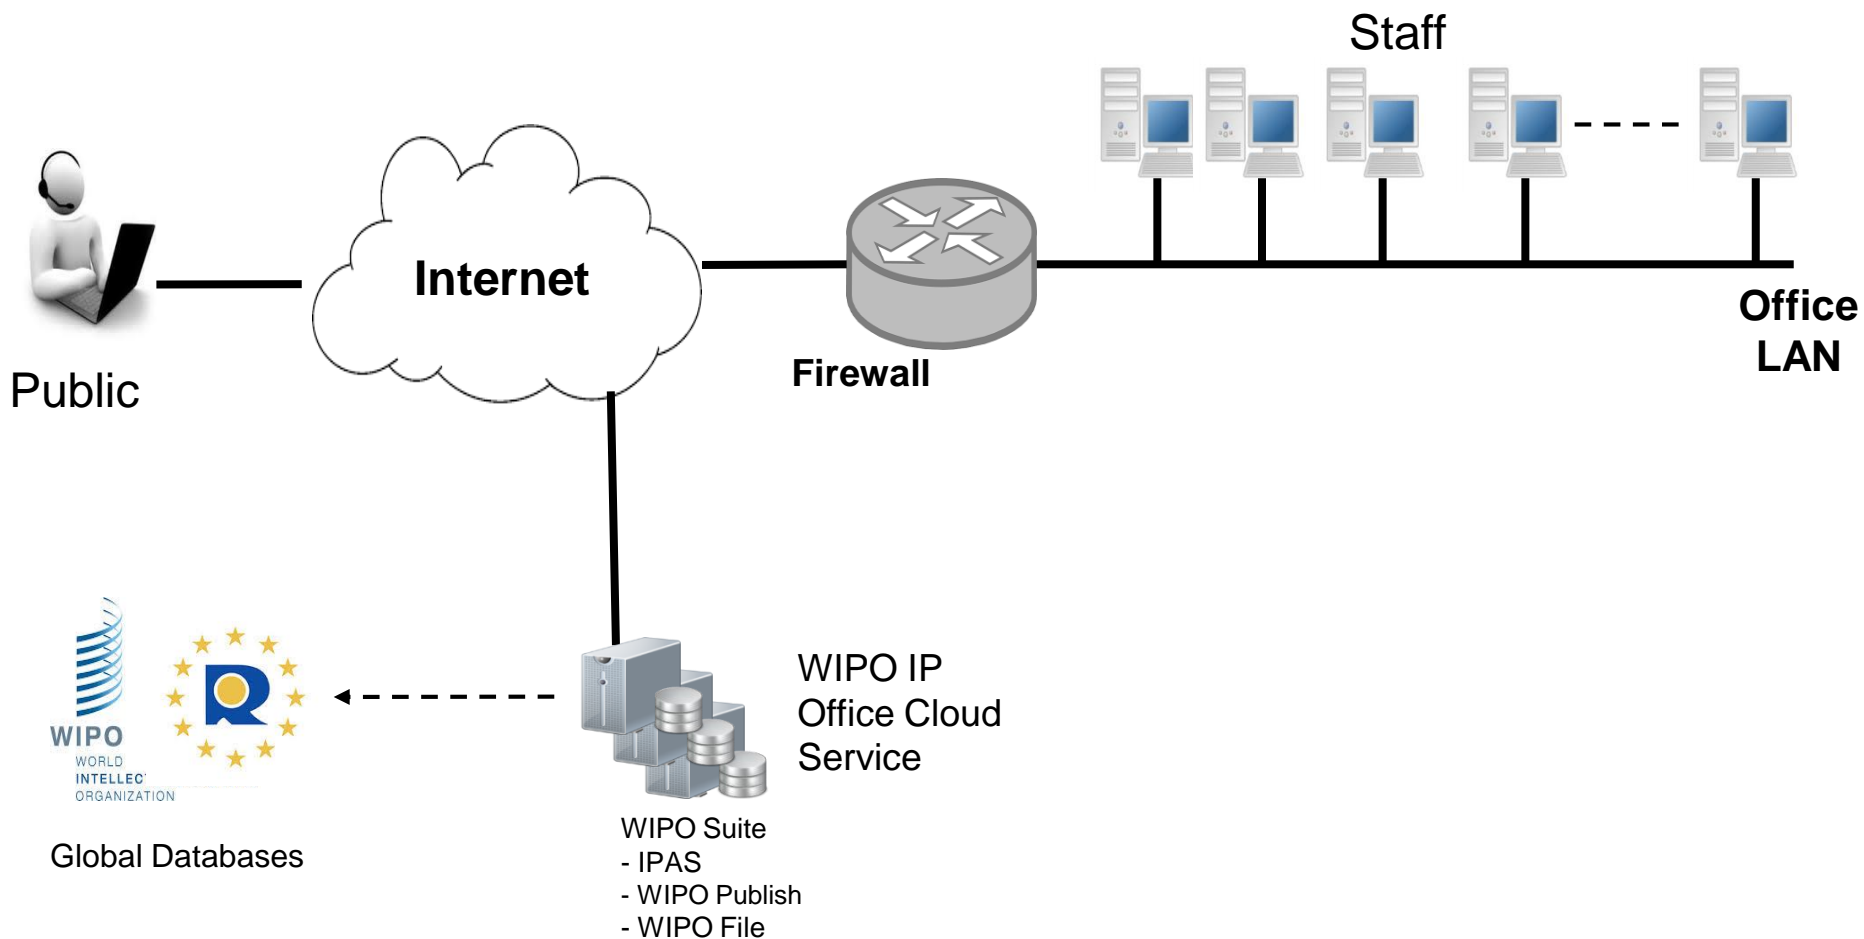 Staff
Internet
Public
Firewall
Office
LAN
WIPO IP
Office Cloud
Service
WIPO
WORLD
INTELLEC
ORGANIZATION
Global Databases
WIPO Suite
- IPAS
- WIPO Publish
- WIPO File